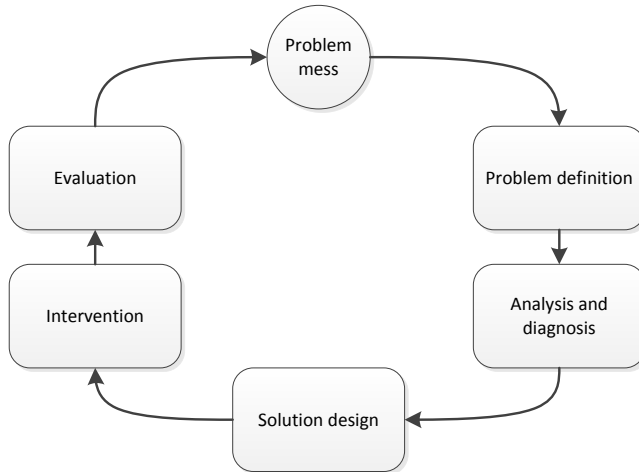 Problem
mess
Problem definition
Analysis and
diagnosis
Solution design
Intervention
Evaluation